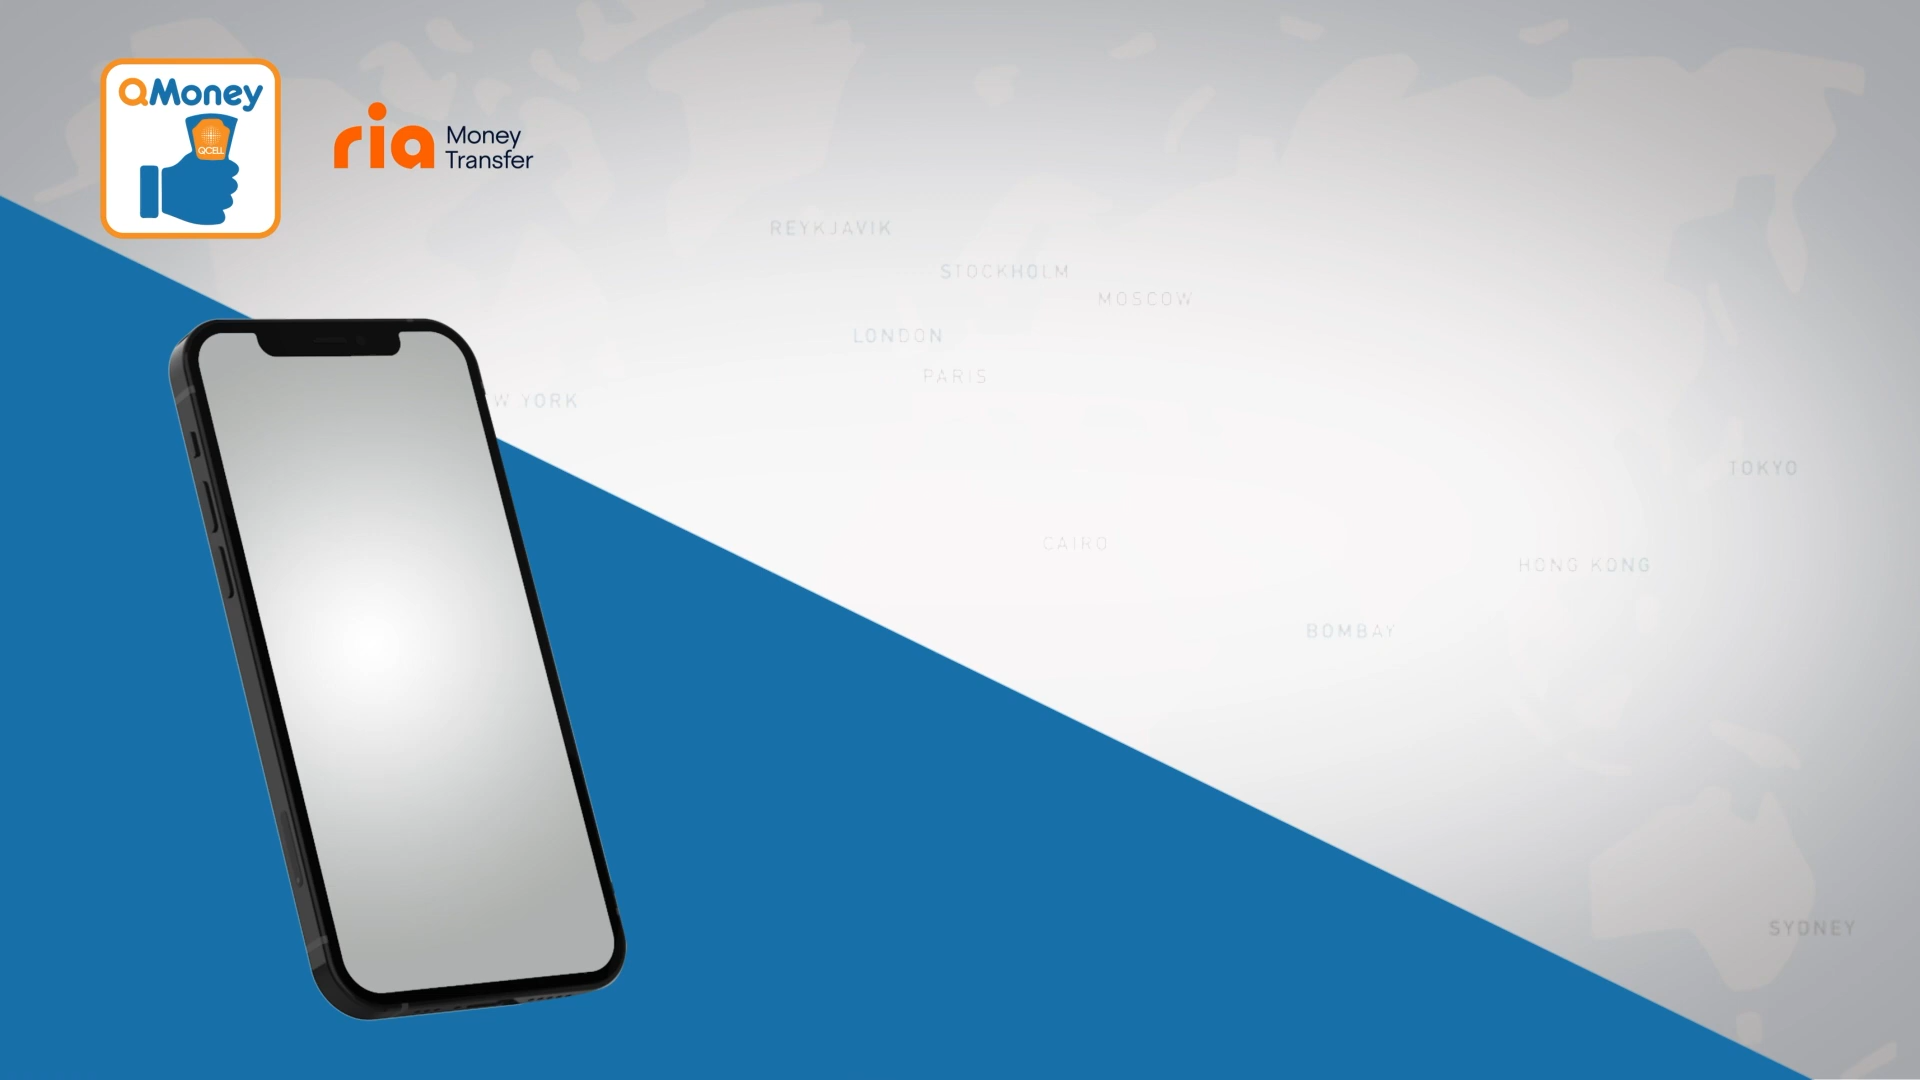 QMoney
QCELL
ria Money
Transfer
REYKJAVIK
STOCKHOLM
MOSCOW
LONDON
PARIS
W YORK
TOKYO
CAIRO
HONG KONG
BOMBAY
SYDNEY